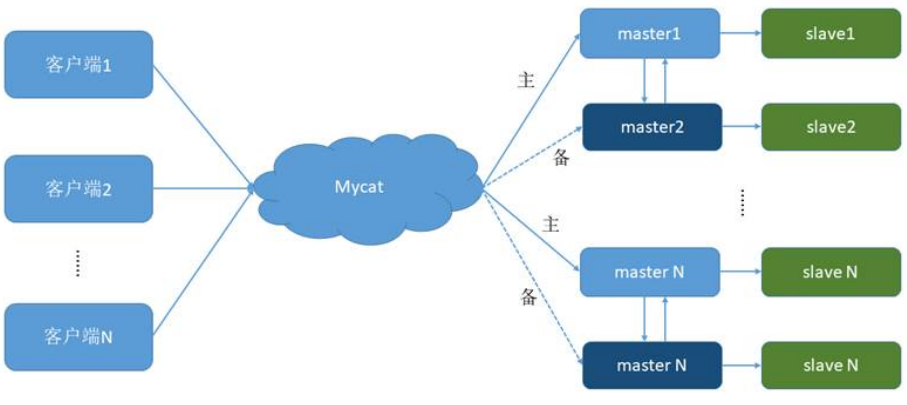 客户端1
客户端2
......
客户端N
Mycat
主
备
主
备
master1
slave1
master2
slave2
......
master N
slave N
master N
slave N